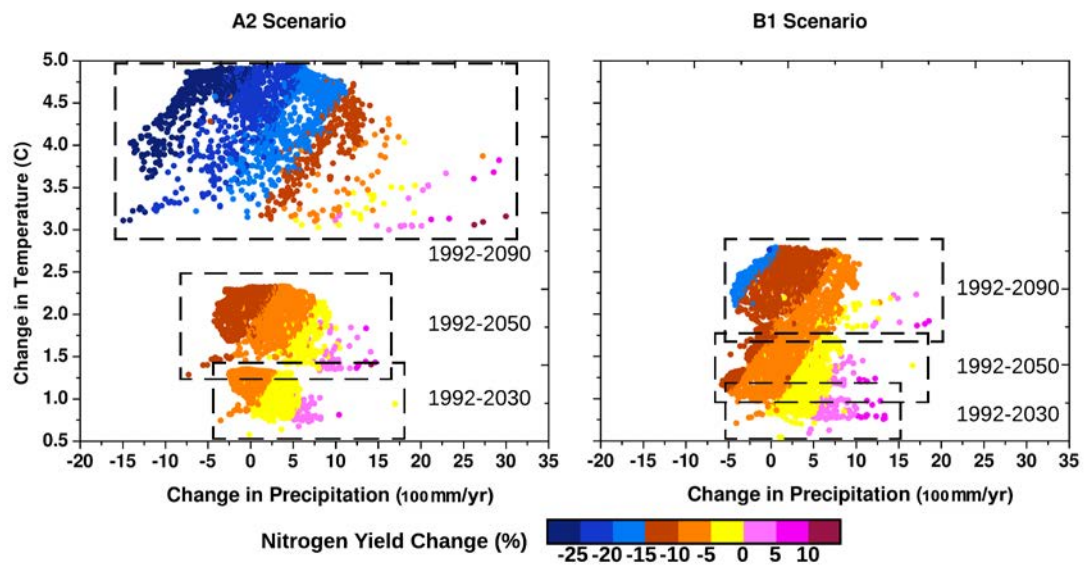 A2 Scenario
B1 Scenario
Change in Temperature (C)
5.0
4.5
4.0
3.5
3.0
2.5
2.0
1.5
1.0
0.5
1992-2090
1992-2050
1992-2030
1992-2090
1992-2050
1992-2030
-20 -15 -10 -5 0 5 10 15 20 25 30 35
-20 -15 -10 -5 0 5 10 15 20 25 30 35
Change in Precipitation (100mm/yr)
Change in Precipitation (100mm/yr)
Nitrogen Yield Change (%)
-25 -20 -15 -10 -5 0 5 10